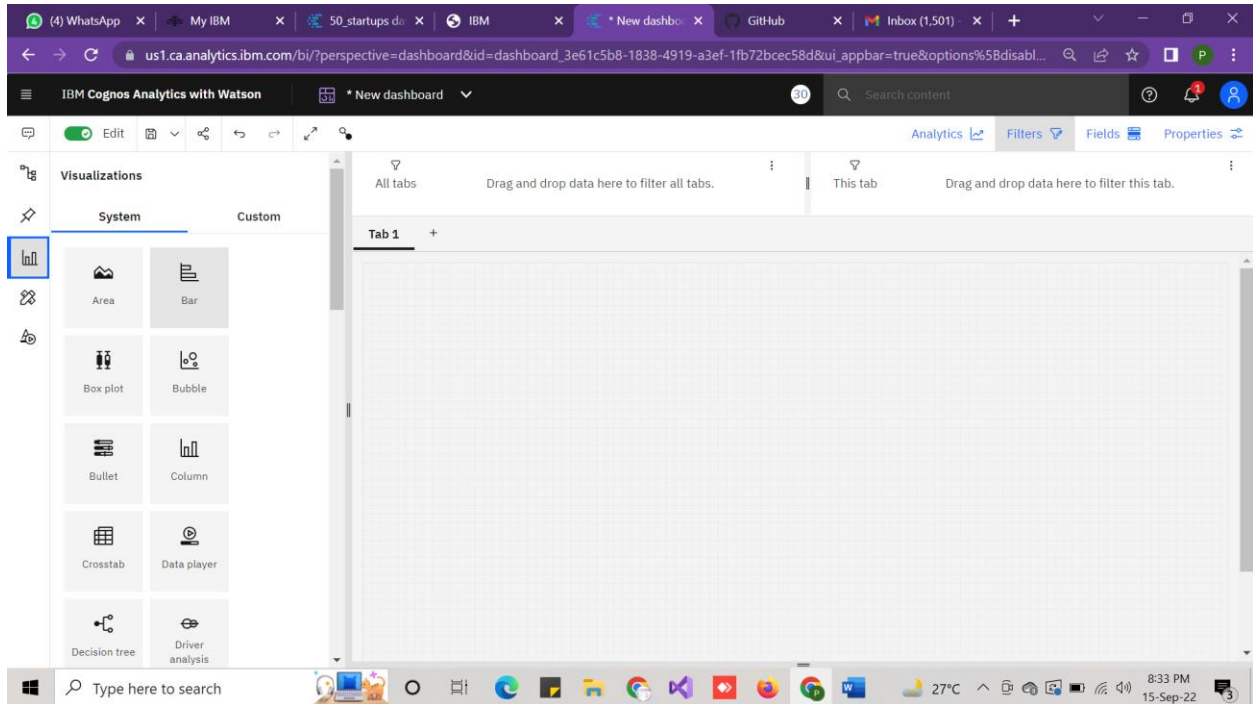 (4) WhatsApp
My IBM
50_startups da
IBM
* New dashbo
GitHub
Inbox (1,501) -
us1.ca.analytics.ibm.com/bi/?perspective=dashboard&id=dashboard_3e61c5b8-1838-4919-a3ef-1fb72bcec58d&ui_appbar=true&options%5Bdisabl...
P
IBM Cognos Analytics with Watson
* New dashboard
30
Search content
1
Edit
Analytics
Filters
Fields
Properties
Visualizations
All tabs
Drag and drop data here to filter all tabs.
This tab
Drag and drop data here to filter this tab.
System
Custom
Tab 1
Area
Bar
Box plot
Bubble
Bullet
Column
Crosstab
Data player
Decision tree
Driver
analysis
Type here to search
27°C
8:33 PM
15-Sep-22
3